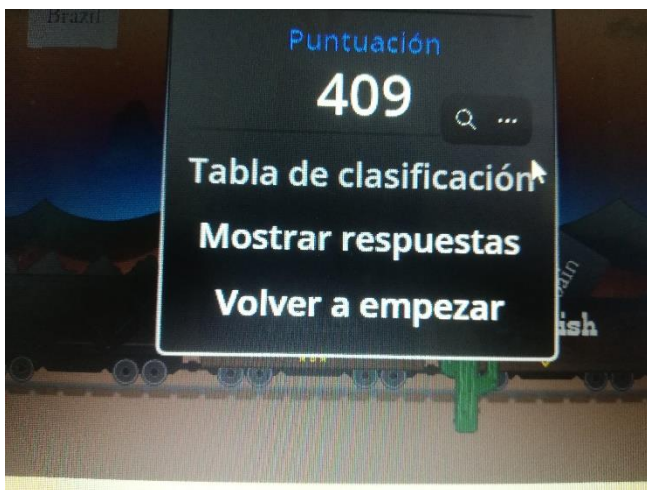 Brazil
Puntuación
409
Tabla de clasificación
Mostrar respuestas
Volver a empezar